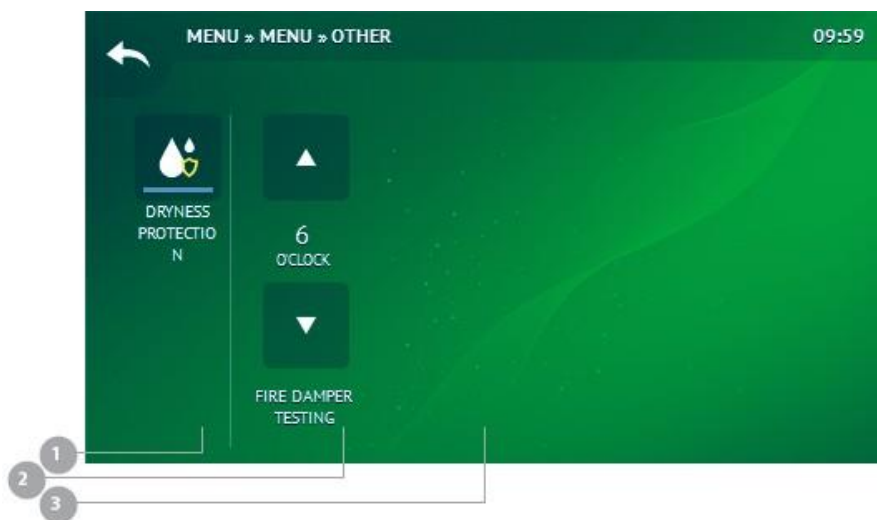 MENU » MENU » OTHER
09:59
DRYNESS
PROTECTIO
N
6
O'CLOCK
FIRE DAMPER
TESTING
1
2
3